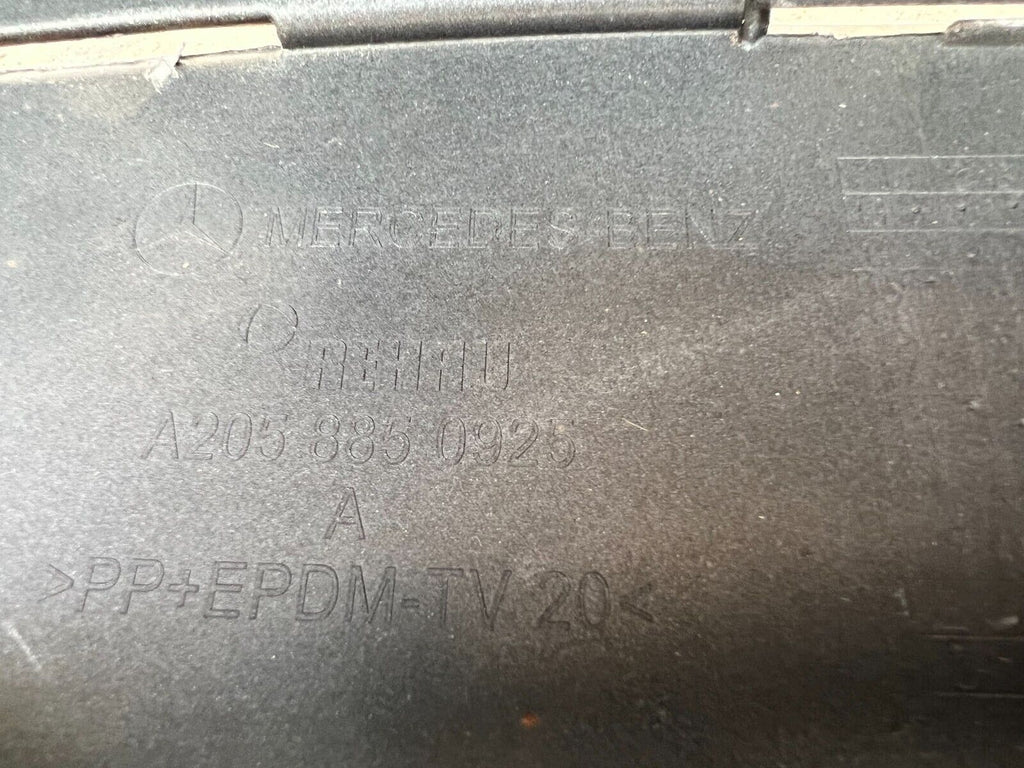 MERCEDES-BENZ
REHAU
A205 885 0925
A
>PP+EPDM-TV 20<